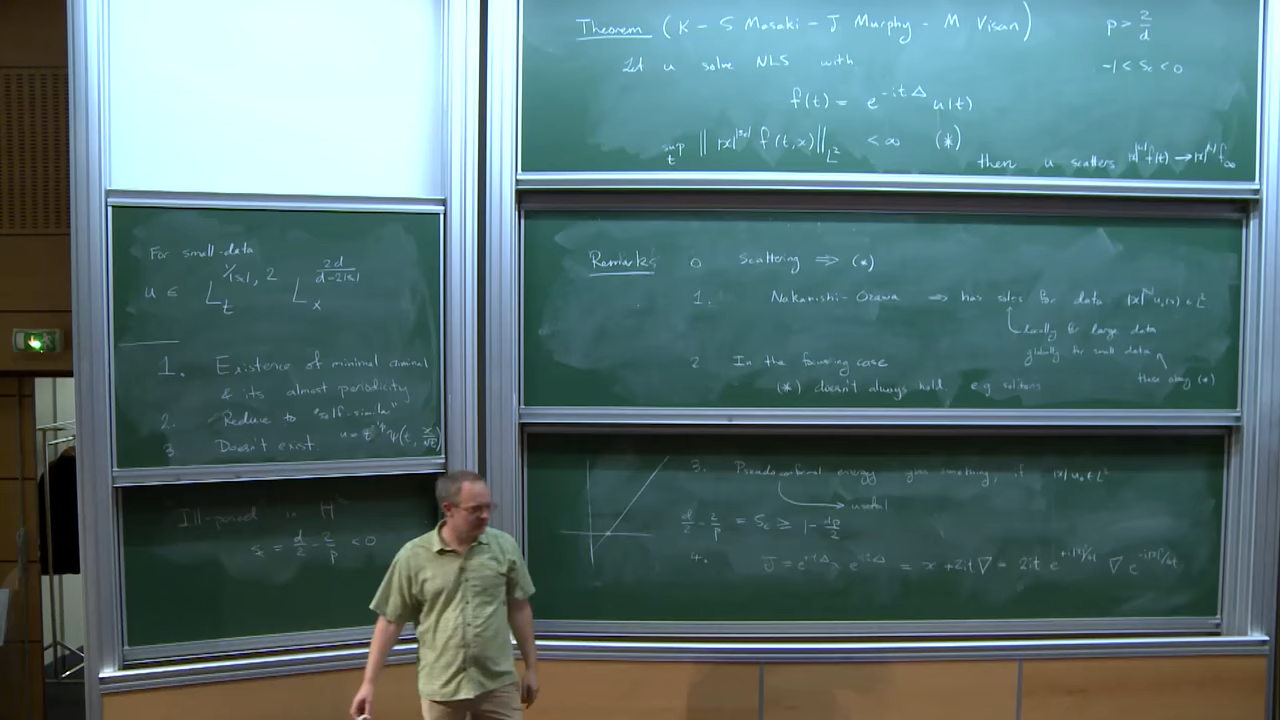 For small-data
u ∈ L_t^{1/|s_c|, 2} L_x^{2d/(d-2|s_c|)}
1. Existence of minimal criminal
& its almost periodicity
2. Reduce to "self-similar"
3 Doesn't exist. u = t^{-1/p} ψ(t, x/√t)
Ill-posed in H
s_c = d/2 - 2/p < 0
Theorem (K - S Masaki - J Murphy - M Visan) p > 2/d
Let u solve NLS with -1 < s_c < 0
f(t) = e^{-itΔ} u(t)
sup_t || |x|^{|s_c|} f(t,x) ||_{L^2} < ∞ (*)
then u scatters |x|^{|s_c|} f(t) → |x|^{|s_c|} f_∞
Remarks 0 Scattering ⇒ (*)
1. Nakanishi-Ozawa ⇒ has solns for data
locally for large data
globally for small data
2 In the focusing case
these obey (*)
(*) doesn't always hold e.g. solitons
3. Pseudoconformal energy gives something, if |x| u_0 ∈ L^2
useful
d/2 - 2/p = s_c ≥ 1 - dp/2
4. J = e^{itΔ} x e^{-itΔ} = x + 2it∇ = 2it e^{+i|x|²/4t} ∇ e^{-i|x|²/4t}